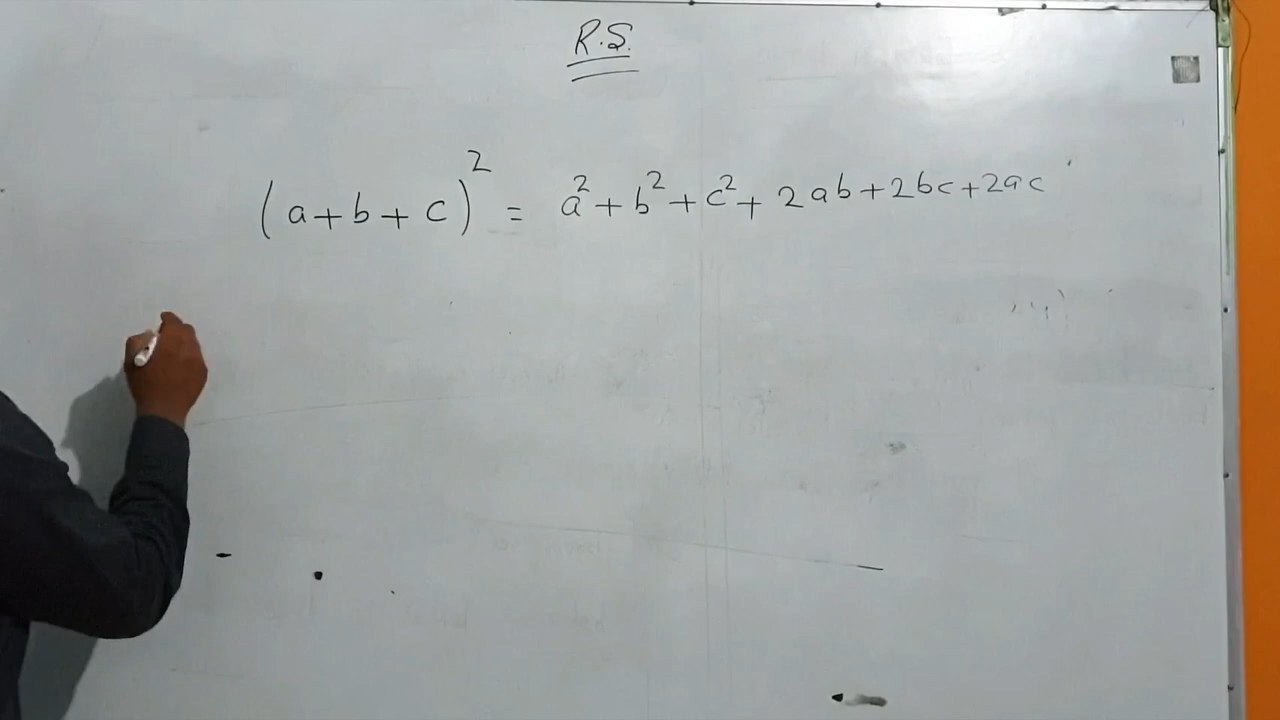 R.S.
(a+b+c)² = a²+b²+c²+2ab+2bc+2ac